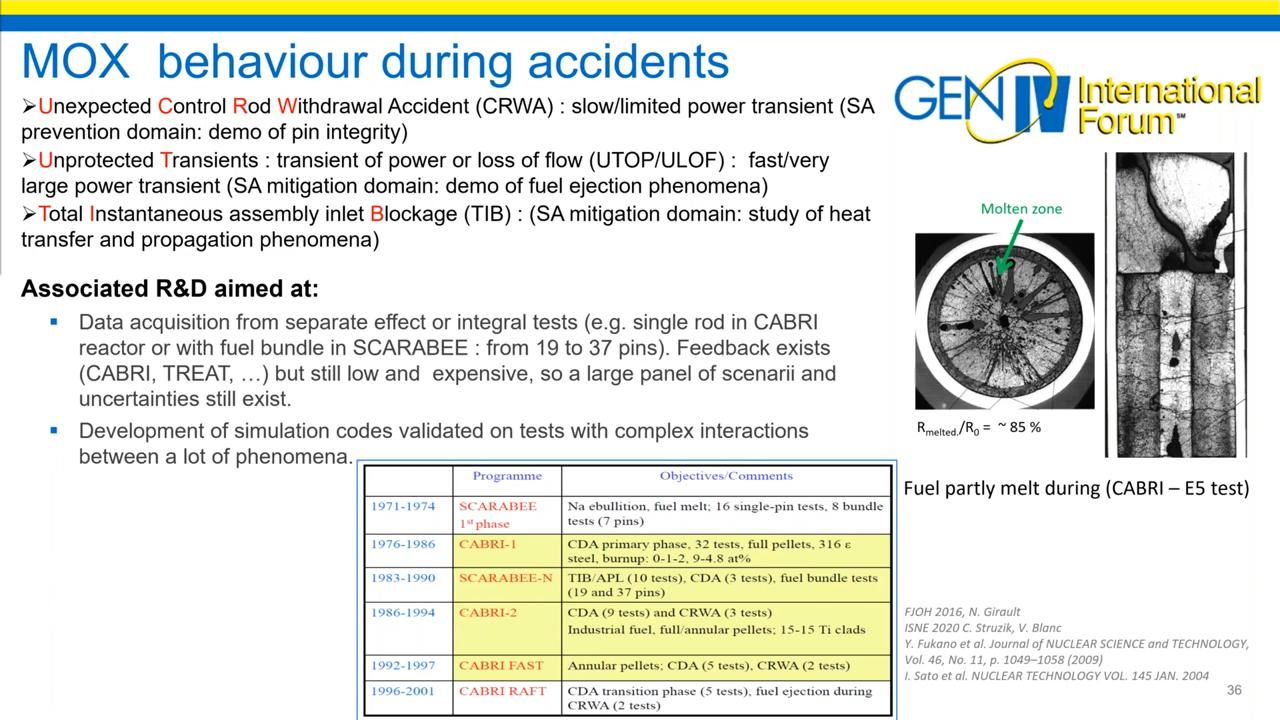 MOX behaviour during accidents
GEN IV International
Forum SM
➢Unexpected Control Rod Withdrawal Accident (CRWA) : slow/limited power transient (SA
prevention domain: demo of pin integrity)
➢Unprotected Transients : transient of power or loss of flow (UTOP/ULOF) : fast/very
large power transient (SA mitigation domain: demo of fuel ejection phenomena)
➢Total Instantaneous assembly inlet Blockage (TIB) : (SA mitigation domain: study of heat
transfer and propagation phenomena)
Associated R&D aimed at:
▪ Data acquisition from separate effect or integral tests (e.g. single rod in CABRI
reactor or with fuel bundle in SCARABEE : from 19 to 37 pins). Feedback exists
(CABRI, TREAT, …) but still low and expensive, so a large panel of scenarii and
uncertainties still exist.
▪ Development of simulation codes validated on tests with complex interactions
between a lot of phenomena.
Molten zone
Rmelted./R0 = ~ 85 %
Fuel partly melt during (CABRI – E5 test)
Programme Objectives/Comments
1971-1974 SCARABEE 1st phase Na ebullition, fuel melt; 16 single-pin tests, 8 bundle
tests (7 pins)
1976-1986 CABRI-1 CDA primary phase, 32 tests, full pellets, 316 ε
steel, burnup: 0-1-2, 9-4.8 at%
1983-1990 SCARABEE-N TIB/APL (10 tests), CDA (3 tests), fuel bundle tests
(19 and 37 pins)
1986-1994 CABRI-2 CDA (9 tests) and CRWA (3 tests)
Industrial fuel, full/annular pellets; 15-15 Ti clads
1992-1997 CABRI FAST Annular pellets; CDA (5 tests), CRWA (2 tests)
1996-2001 CABRI RAFT CDA transition phase (5 tests), fuel ejection during
CRWA (2 tests)
FJOH 2016, N. Girault
ISNE 2020 C. Struzik, V. Blanc
Y. Fukano et al. Journal of NUCLEAR SCIENCE and TECHNOLOGY,
Vol. 46, No. 11, p. 1049–1058 (2009)
I. Sato et al. NUCLEAR TECHNOLOGY VOL. 145 JAN. 2004
36